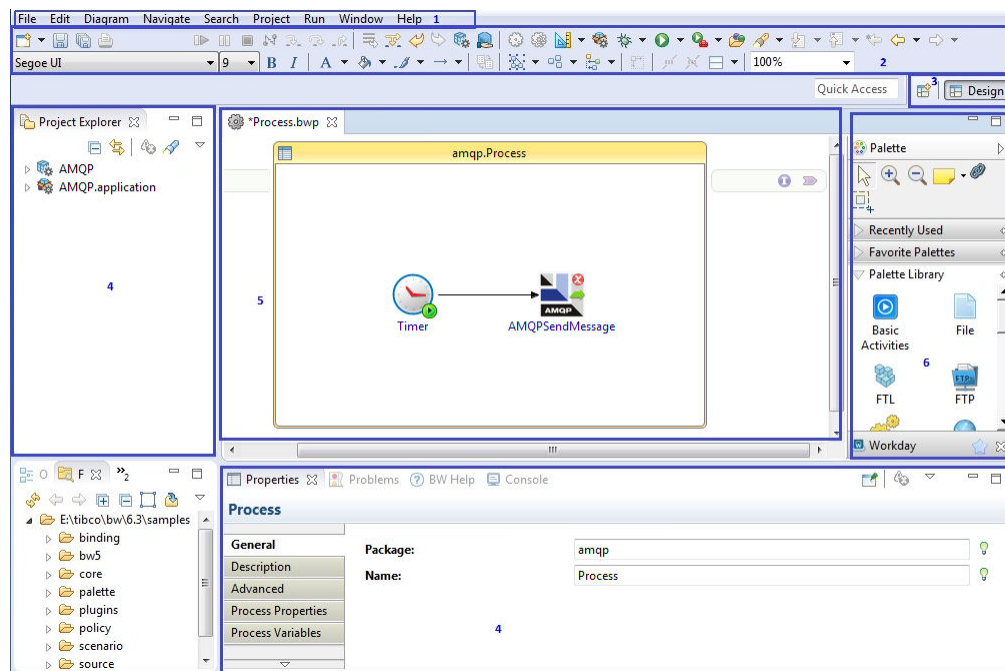 File Edit Diagram Navigate Search Project Run Window Help 1
Segoe UI 9 B I A 100% 2
Quick Access 3 Design
Project Explorer
AMQP
AMQP.application
4
*Process.bwp
amqp.Process
Timer
AMQP
AMQPSendMessage
5
Palette
Recently Used
Favorite Palettes
Palette Library
Basic Activities
File
FTL
FTP
FTP
6
Workday
O F »2
E:\tibco\bw\6.3\samples
binding
bw5
core
palette
plugins
policy
scenario
source
Properties Problems BW Help Console
Process
General
Description
Advanced
Process Properties
Process Variables
Package: amqp
Name: Process
4